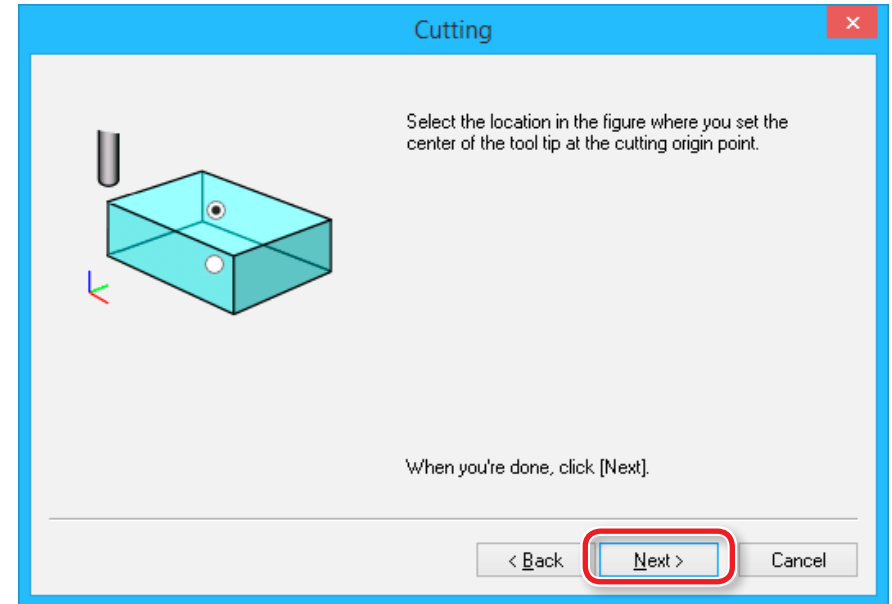 Cutting
Select the location in the figure where you set the
center of the tool tip at the cutting origin point.
When you're done, click [Next].
< Back
Next >
Cancel